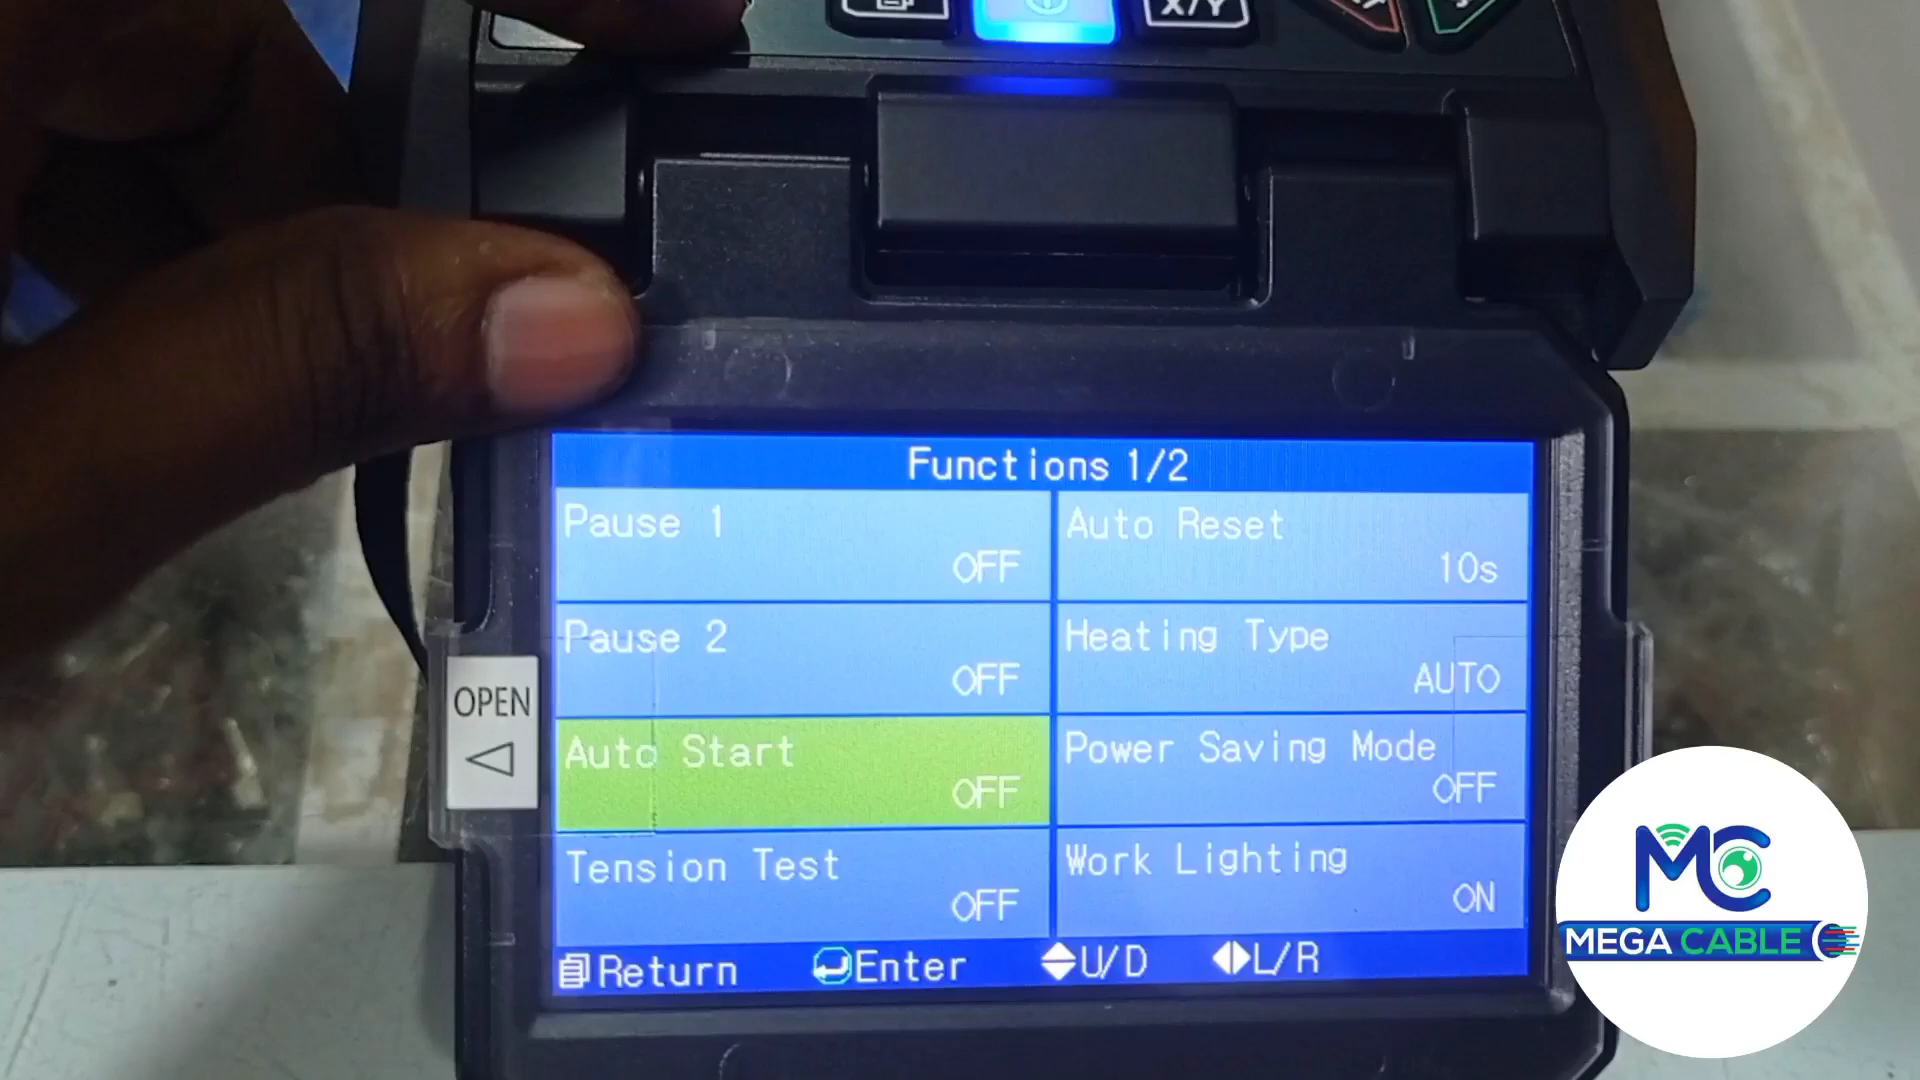 X/Y
Functions 1/2
Pause 1
OFF
Auto Reset
10s
Pause 2
OFF
Heating Type
AUTO
Auto Start
OFF
Power Saving Mode
OFF
Tension Test
OFF
Work Lighting
ON
Return
Enter
U/D
L/R
OPEN
MC
MEGA CABLE